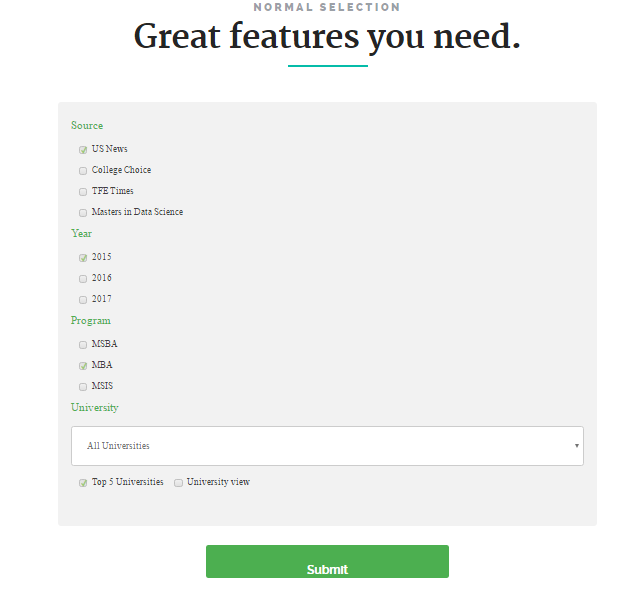 NORMAL SELECTION
Great features you need.
Source
US News
College Choice
TFE Times
Masters in Data Science
Year
2015
2016
2017
Program
MSBA
MBA
MSIS
University
All Universities
Top 5 Universities University view
Submit